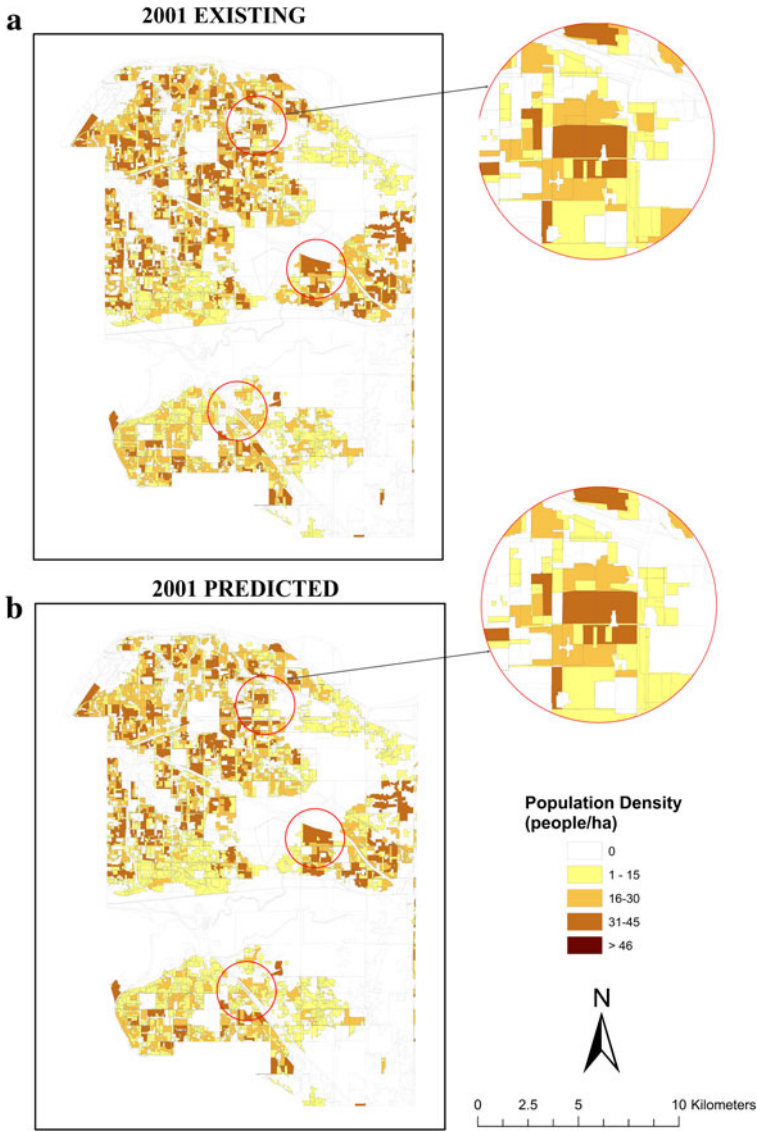 a
2001 EXISTING
b
2001 PREDICTED
Population Density
(people/ha)
0
1 - 15
16-30
31-45
> 46
N
0 2.5 5 10 Kilometers